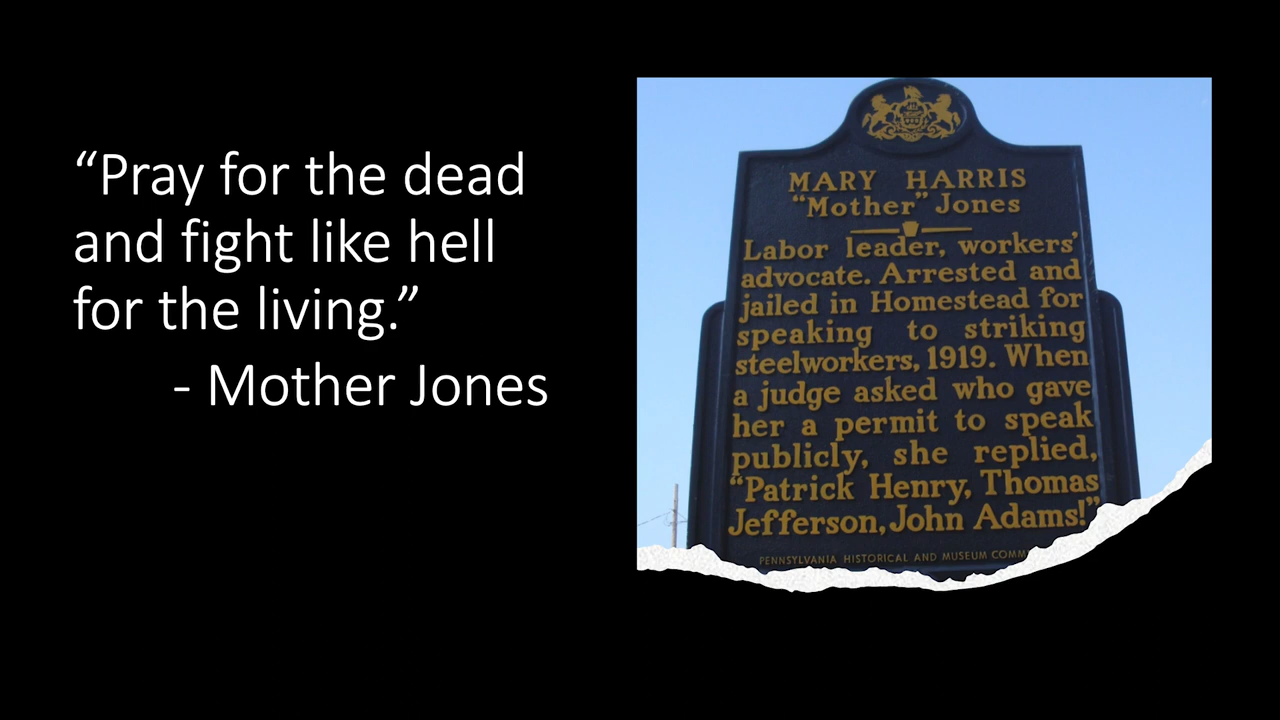 “Pray for the dead
and fight like hell
for the living.”
- Mother Jones
MARY HARRIS
“Mother” Jones
Labor leader, workers’
advocate. Arrested and
jailed in Homestead for
speaking to striking
steelworkers, 1919. When
a judge asked who gave
her a permit to speak
publicly, she replied,
“Patrick Henry, Thomas
Jefferson, John Adams!”
PENNSYLVANIA HISTORICAL AND MUSEUM